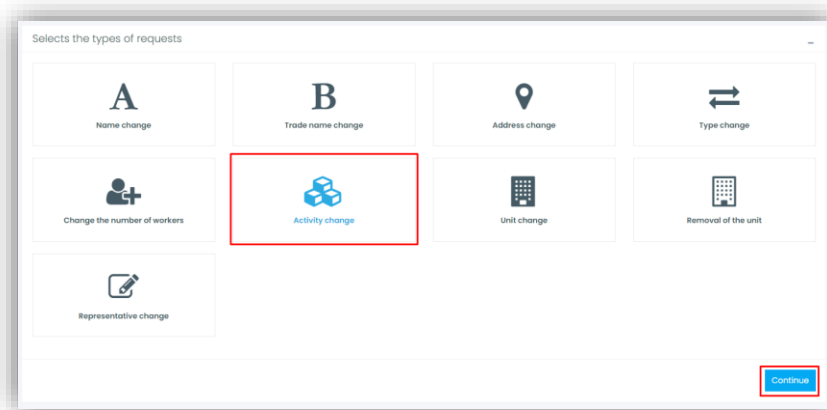 Selects the types of requests
A
Name change
B
Trade name change
Address change
Type change
Change the number of workers
Activity change
Unit change
Removal of the unit
Representative change
Continue